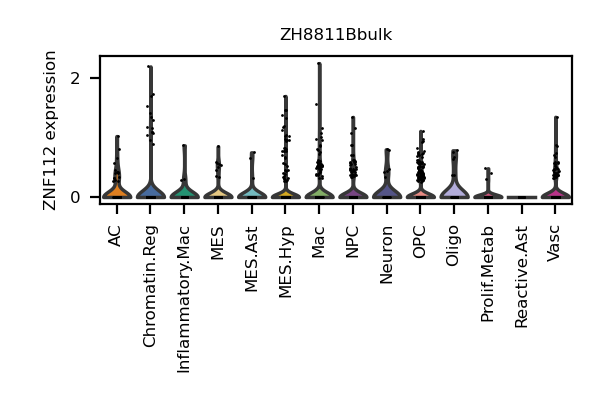 ZH8811Bbulk
ZNF112 expression
2
0
AC
Chromatin.Reg
Inflammatory.Mac
MES
MES.Ast
MES.Hyp
Mac
NPC
Neuron
OPC
Oligo
Prolif.Metab
Reactive.Ast
Vasc